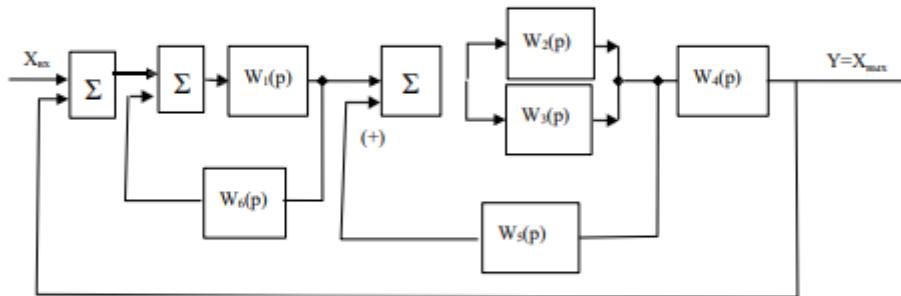 Xвх
Σ
Σ
W₁(p)
Σ
W₂(p)
W₃(p)
W₄(p)
Y=Xвых
(+)
W₆(p)
W₅(p)